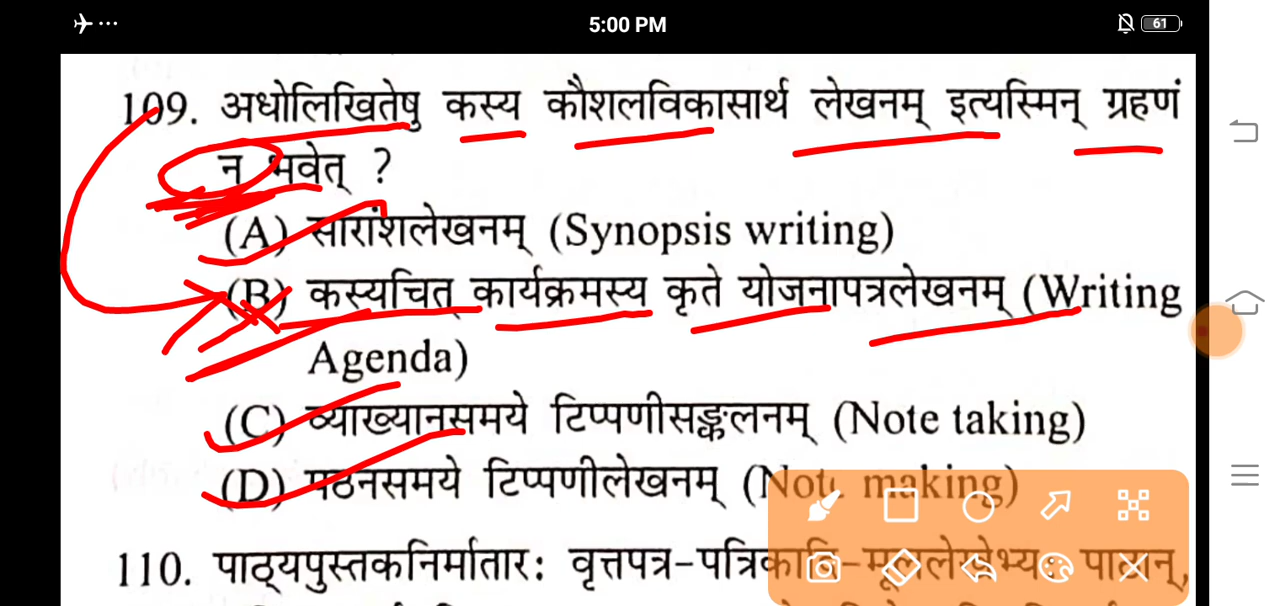 5:00 PM
61
109. अधोलिखितेषु कस्य कौशलविकासार्थ लेखनम् इत्यस्मिन् ग्रहणं
न भवेत् ?
(A) सारांशलेखनम् (Synopsis writing)
(B) कस्यचित् कार्यक्रमस्य कृते योजनापत्रलेखनम् (Writing
Agenda)
(C) व्याख्यानसमये टिप्पणीसङ्कलनम् (Note taking)
(D) पठनसमये टिप्पणीलेखनम् (Note making)
110. पाठ्यपुस्तकनिर्मातारः वृत्तपत्र-पत्रिकादि-मूललेखेभ्यः पाठान्,